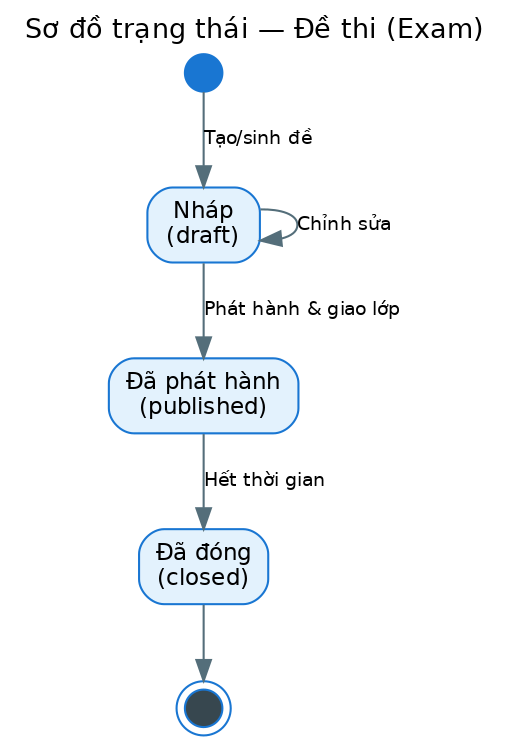 Sơ đồ trạng thái — Đề thi (Exam)
Tạo/sinh đề
Nháp
(draft)
Chỉnh sửa
Phát hành & giao lớp
Đã phát hành
(published)
Hết thời gian
Đã đóng
(closed)